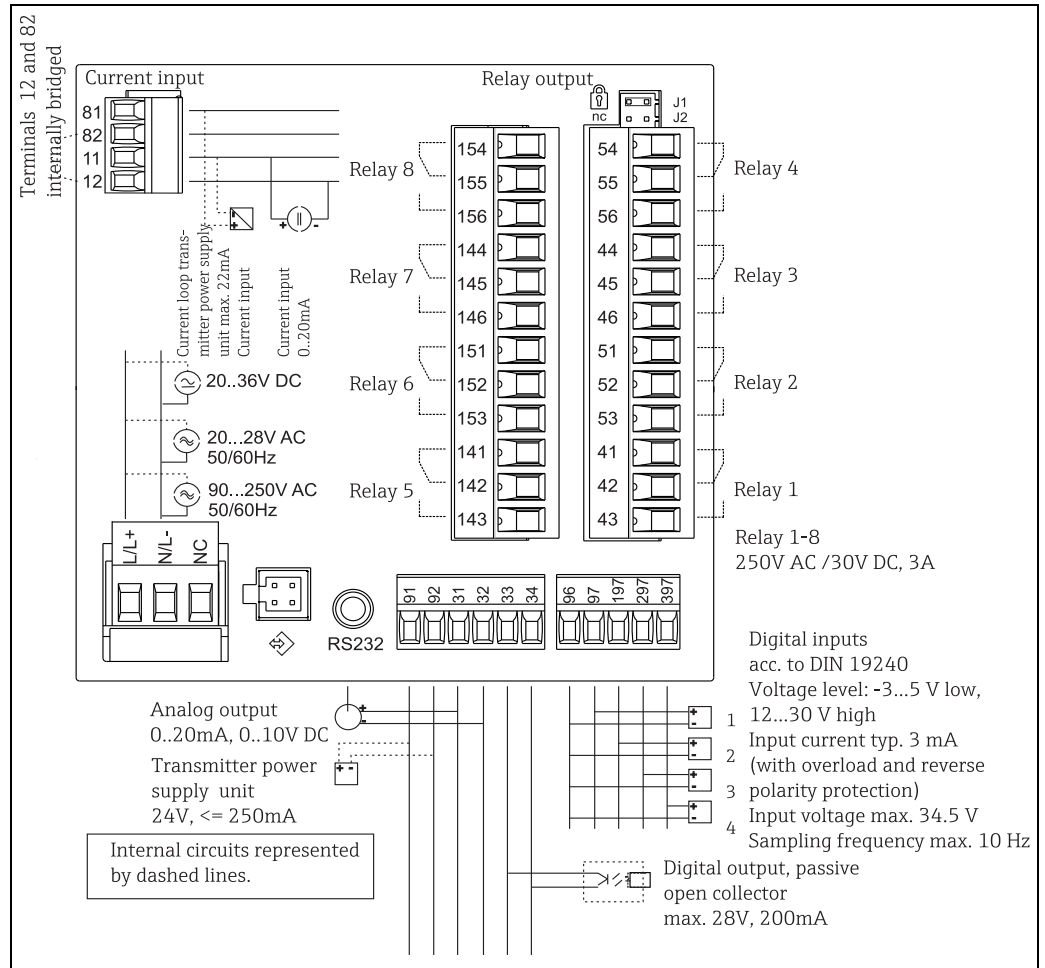 Terminals 12 and 82
internally bridged
Current input
81
82
11
12
Current loop trans-
mitter power supply
unit max. 22mA
Current input
Current input
0..20mA
+
-
+
-
Relay output
nc
J1
J2
Relay 8
154
155
156
Relay 7
144
145
146
Relay 6
151
152
153
Relay 5
141
142
143
54
55
56
Relay 4
44
45
46
Relay 3
51
52
53
Relay 2
41
42
43
Relay 1
Relay 1-8
250V AC /30V DC, 3A
20..36V DC
20...28V AC
50/60Hz
90...250V AC
50/60Hz
L/L+
N/L-
NC
RS232
91
92
31
32
33
34
96
97
197
297
397
Analog output
0..20mA, 0..10V DC
+
-
Transmitter power
supply unit
24V, <= 250mA
+ -
Internal circuits represented
by dashed lines.
Digital inputs
acc. to DIN 19240
Voltage level: -3...5 V low,
12...30 V high
Input current typ. 3 mA
(with overload and reverse
polarity protection)
Input voltage max. 34.5 V
Sampling frequency max. 10 Hz
+
-
1
+
-
2
+
-
3
+
-
4
Digital output, passive
open collector
max. 28V, 200mA